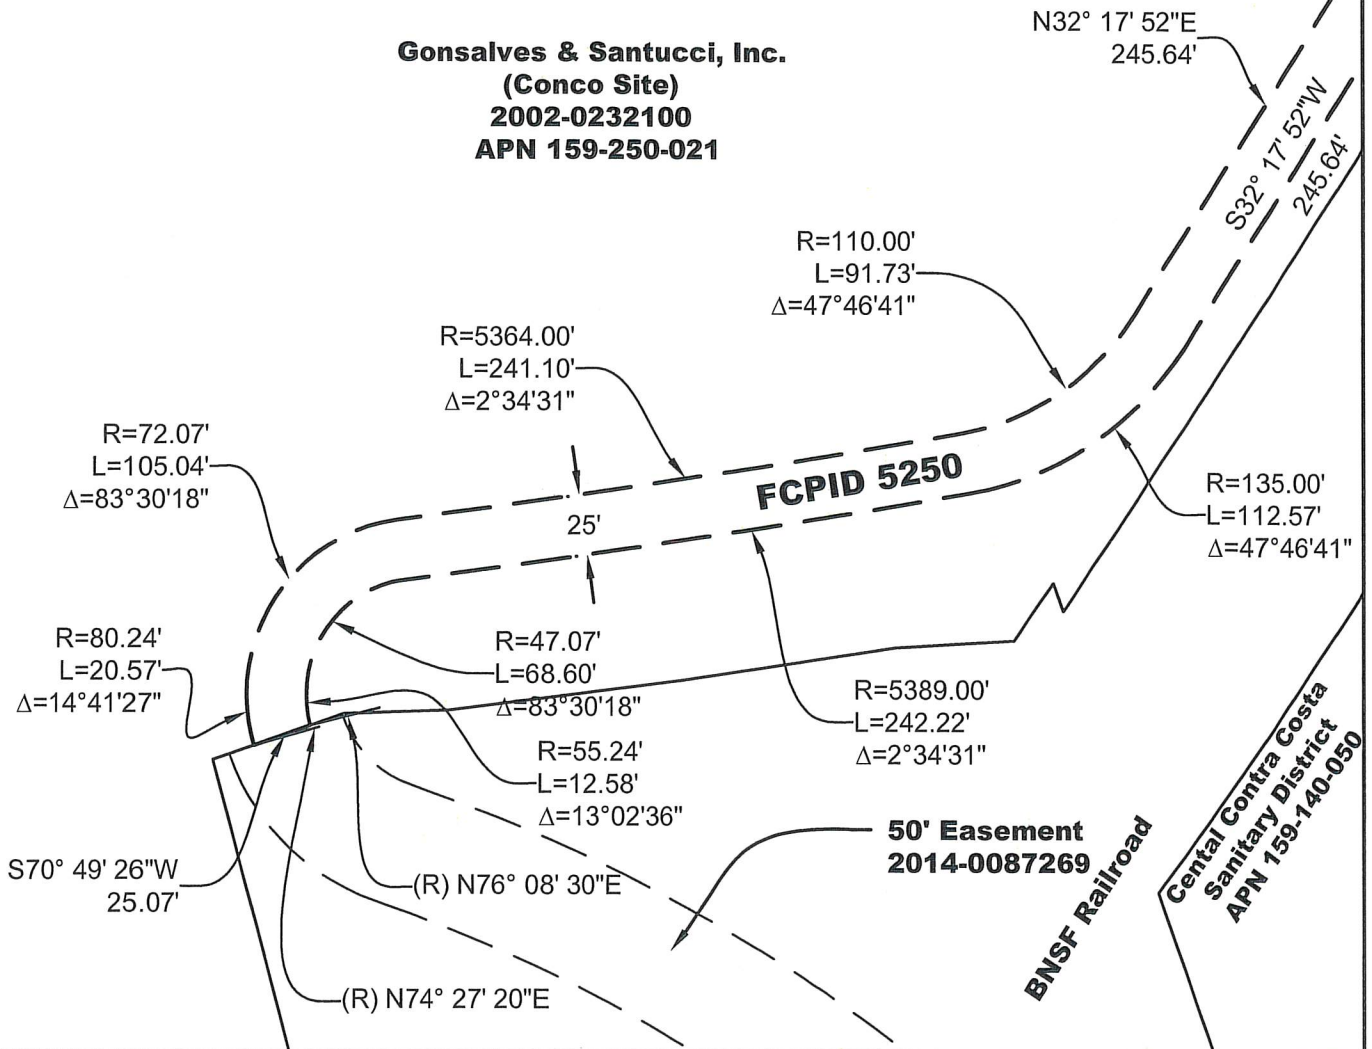 Gonsalves & Santucci, Inc.
(Conco Site)
2002-0232100
APN 159-250-021
N32° 17' 52"E
245.64'
S32° 17' 52"W
245.64'
R=110.00'
L=91.73'
Δ=47°46'41"
R=5364.00'
L=241.10'
Δ=2°34'31"
R=72.07'
L=105.04'
Δ=83°30'18"
25'
FCPID 5250
R=135.00'
L=112.57'
Δ=47°46'41"
R=80.24'
L=20.57'
Δ=14°41'27"
R=47.07'
L=68.60'
Δ=83°30'18"
R=5389.00'
L=242.22'
Δ=2°34'31"
R=55.24'
L=12.58'
Δ=13°02'36"
S70° 49' 26"W
25.07'
(R) N76° 08' 30"E
(R) N74° 27' 20"E
50' Easement
2014-0087269
BNSF Railroad
Cental Contra Costa
Sanitary District
APN 159-140-050